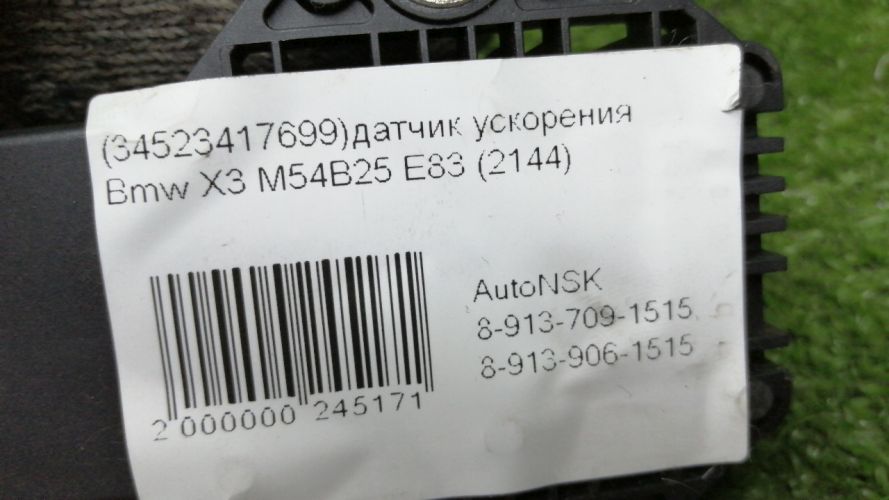 (34523417699)датчик ускорения
Bmw X3 M54B25 E83 (2144)
AutoNSK
8-913-709-1515
8-913-906-1515
2 000000 245171